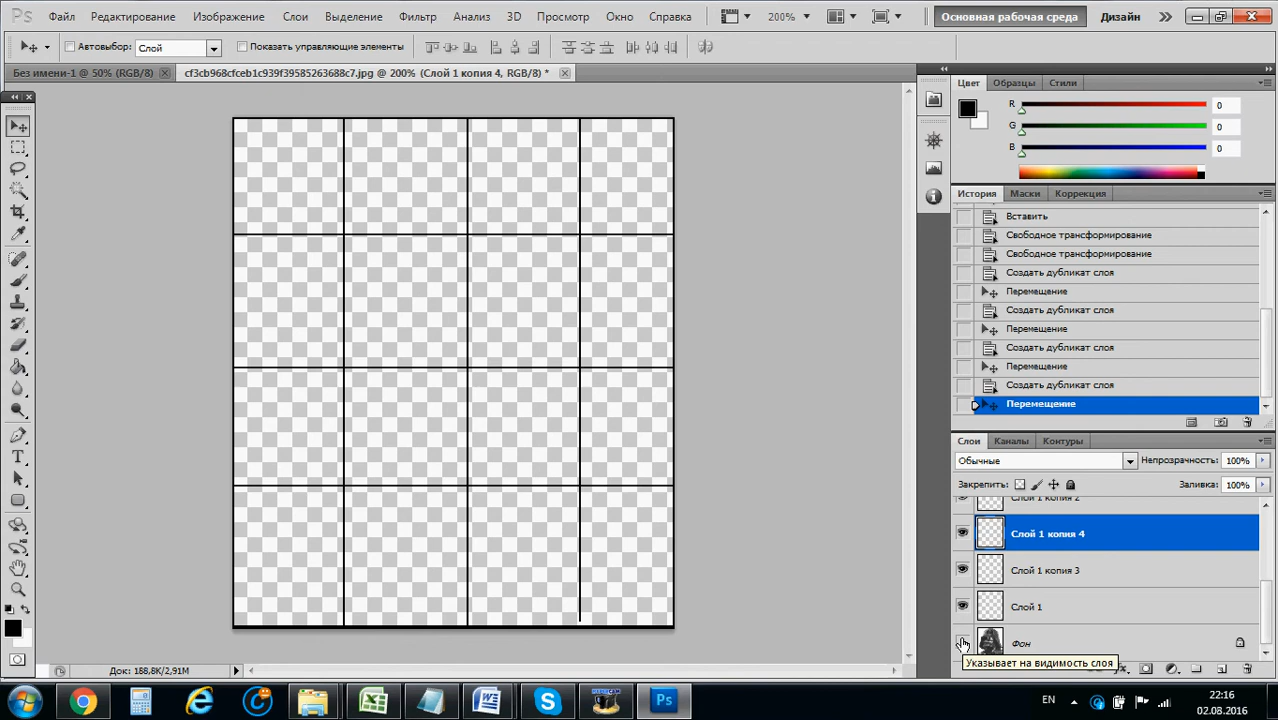 Ps Файл Редактирование Изображение Слои Выделение Фильтр Анализ 3D Просмотр Окно Справка 200% Основная рабочая среда Дизайн
Автовыбор: Слой Показать управляющие элементы
Без имени-1 @ 50% (RGB/8) cf3cb968cfceb1c939f39585263688c7.jpg @ 200% (Слой 1 копия 4, RGB/8) *
Цвет Образцы Стили
R 0
G 0
B 0
История Маски Коррекция
Вставить
Свободное трансформирование
Свободное трансформирование
Создать дубликат слоя
Перемещение
Создать дубликат слоя
Перемещение
Создать дубликат слоя
Перемещение
Создать дубликат слоя
Перемещение
Слои Каналы Контуры
Обычные Непрозрачность: 100%
Закрепить: Заливка: 100%
Слой 1 копия 2
Слой 1 копия 4
Слой 1 копия 3
Слой 1
Фон
Указывает на видимость слоя
Док: 188,8K/2,91M
EN 22:16
02.08.2016